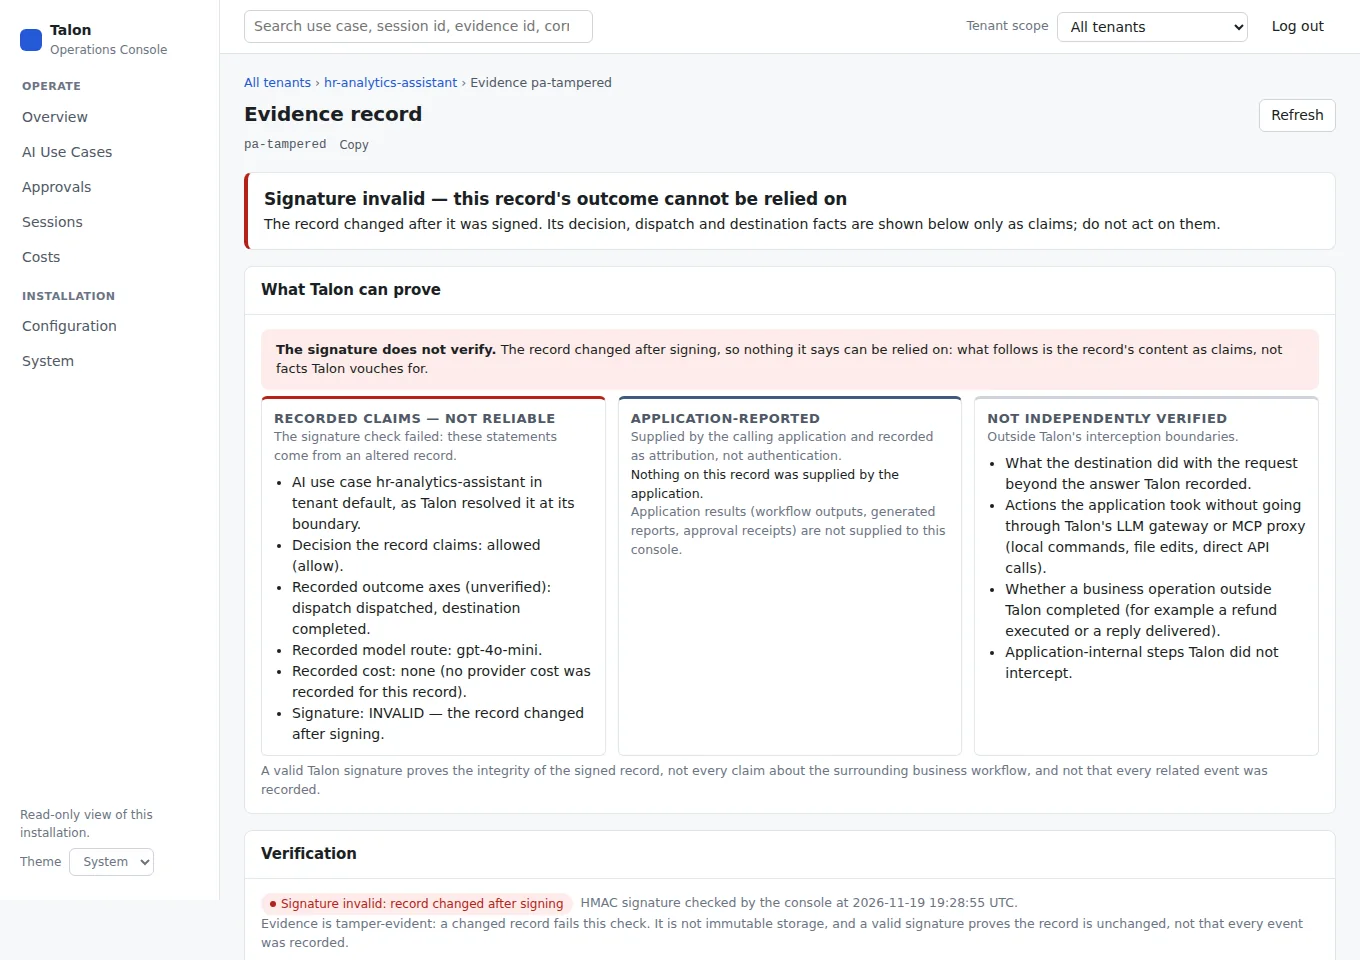 Talon
Operations Console
OPERATE
Overview
AI Use Cases
Approvals
Sessions
Costs
INSTALLATION
Configuration
System
Read-only view of this
installation.
Theme System
Search use case, session id, evidence id, corr
Tenant scope All tenants Log out
All tenants › hr-analytics-assistant › Evidence pa-tampered
Evidence record
Refresh
pa-tampered Copy
Signature invalid — this record's outcome cannot be relied on
The record changed after it was signed. Its decision, dispatch and destination facts are shown below only as claims; do not act on them.
What Talon can prove
The signature does not verify. The record changed after signing, so nothing it says can be relied on: what follows is the record's content as claims, not
facts Talon vouches for.
RECORDED CLAIMS — NOT RELIABLE
The signature check failed: these statements
come from an altered record.
• AI use case hr-analytics-assistant in
tenant default, as Talon resolved it at its
boundary.
• Decision the record claims: allowed
(allow).
• Recorded outcome axes (unverified):
dispatch dispatched, destination
completed.
• Recorded model route: gpt-4o-mini.
• Recorded cost: none (no provider cost was
recorded for this record).
• Signature: INVALID — the record changed
after signing.
APPLICATION-REPORTED
Supplied by the calling application and recorded
as attribution, not authentication.
Nothing on this record was supplied by the
application.
Application results (workflow outputs, generated
reports, approval receipts) are not supplied to this
console.
NOT INDEPENDENTLY VERIFIED
Outside Talon's interception boundaries.
• What the destination did with the request
beyond the answer Talon recorded.
• Actions the application took without going
through Talon's LLM gateway or MCP proxy
(local commands, file edits, direct API
calls).
• Whether a business operation outside
Talon completed (for example a refund
executed or a reply delivered).
• Application-internal steps Talon did not
intercept.
A valid Talon signature proves the integrity of the signed record, not every claim about the surrounding business workflow, and not that every related event was
recorded.
Verification
Signature invalid: record changed after signing HMAC signature checked by the console at 2026-11-19 19:28:55 UTC.
Evidence is tamper-evident: a changed record fails this check. It is not immutable storage, and a valid signature proves the record is unchanged, not that every event
was recorded.